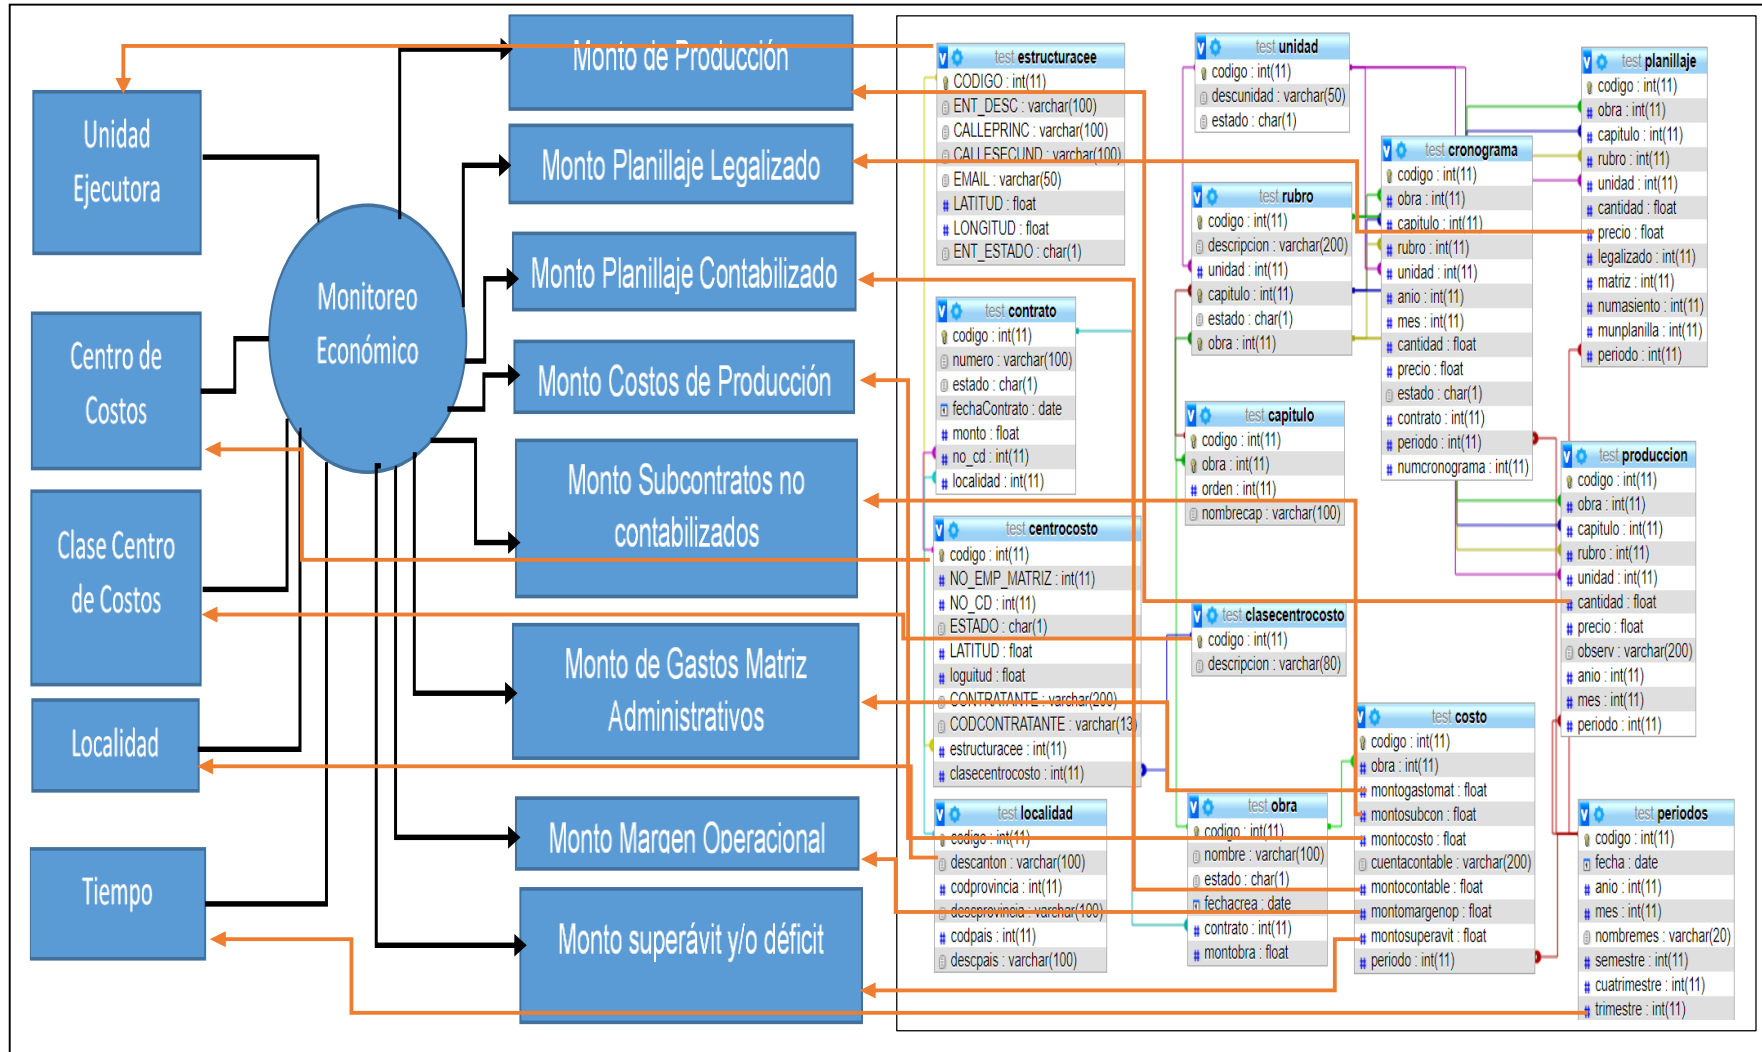 Unidad
Ejecutora
Centro de
Costos
Clase Centro
de Costos
Localidad
Tiempo
Monitoreo
Económico
Monto de Producción
Monto Planillaje Legalizado
Monto Planillaje Contabilizado
Monto Costos de Producción
Monto Subcontratos no
contabilizados
Monto de Gastos Matriz
Administrativos
Monto Margen Operacional
Monto superávit y/o déficit
test estructuracee
CODIGO : int(11)
ENT_DESC : varchar(100)
CALLEPRINC : varchar(100)
CALLESECUND : varchar(100)
EMAIL : varchar(50)
LATITUD : float
LONGITUD : float
ENT_ESTADO : char(1)
test contrato
codigo : int(11)
numero : varchar(100)
estado : char(1)
fechaContrato : date
monto : float
no_cd : int(11)
localidad : int(11)
test centrocosto
codigo : int(11)
NO_EMP_MATRIZ : int(11)
NO_CD : int(11)
ESTADO : char(1)
LATITUD : float
loguitud : float
CONTRATANTE : varchar(200)
CODCONTRATANTE : varchar(13)
estructuracee : int(11)
clasecentrocosto : int(11)
test localidad
codigo : int(11)
descanton : varchar(100)
codprovincia : int(11)
descprovincia : varchar(100)
codpais : int(11)
descpais : varchar(100)
test unidad
codigo : int(11)
descunidad : varchar(50)
estado : char(1)
test rubro
codigo : int(11)
descripcion : varchar(200)
unidad : int(11)
capitulo : int(11)
estado : char(1)
obra : int(11)
test capitulo
codigo : int(11)
obra : int(11)
orden : int(11)
nombrecap : varchar(100)
test clasecentrocosto
codigo : int(11)
descripcion : varchar(80)
test obra
codigo : int(11)
nombre : varchar(100)
estado : char(1)
fechacrea : date
contrato : int(11)
montobra : float
test cronograma
codigo : int(11)
obra : int(11)
capitulo : int(11)
rubro : int(11)
unidad : int(11)
anio : int(11)
mes : int(11)
cantidad : float
precio : float
estado : char(1)
contrato : int(11)
periodo : int(11)
numcronograma : int(11)
test costo
codigo : int(11)
obra : int(11)
montogastomat : float
montosubcon : float
montocosto : float
cuentacontable : varchar(200)
montocontable : float
montomargenop : float
montosuperavit : float
periodo : int(11)
test planillaje
codigo : int(11)
obra : int(11)
capitulo : int(11)
rubro : int(11)
unidad : int(11)
cantidad : float
precio : float
legalizado : int(11)
matriz : int(11)
numasiento : int(11)
munplanilla : int(11)
periodo : int(11)
test produccion
codigo : int(11)
obra : int(11)
capitulo : int(11)
rubro : int(11)
unidad : int(11)
cantidad : float
precio : float
observ : varchar(200)
anio : int(11)
mes : int(11)
periodo : int(11)
test periodos
codigo : int(11)
fecha : date
anio : int(11)
mes : int(11)
nombremes : varchar(20)
semestre : int(11)
cuatrimestre : int(11)
trimestre : int(11)